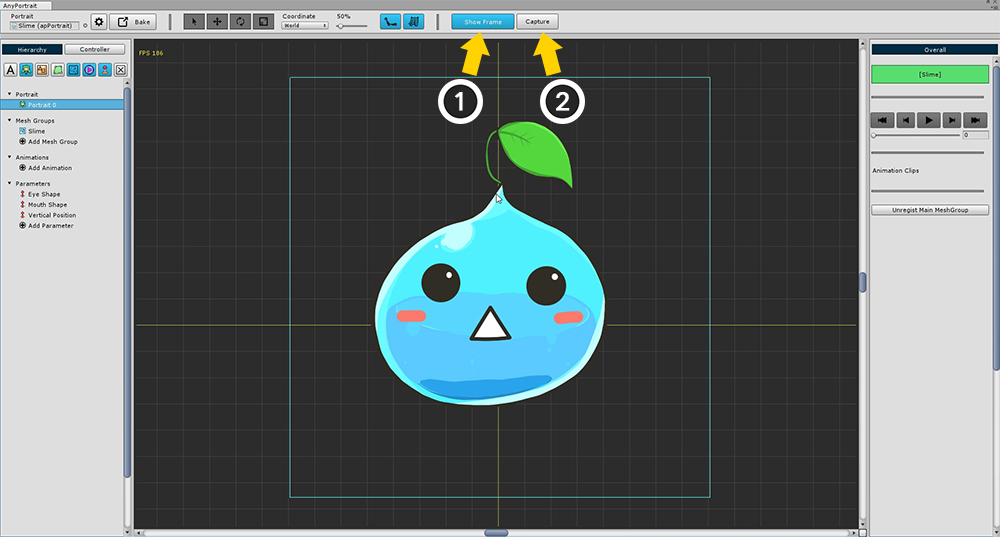 AnyPortrait
Portrait
Slime (apPortrait)
Bake
Coordinate
World
50%
Show Frame
Capture
1
2
Hierarchy
Controller
FPS 186
Overall
[Slime]
0
Animation Clips
Unregist Main MeshGroup
Portrait
Portrait 0
Mesh Groups
Slime
Add Mesh Group
Animations
Add Animation
Parameters
Eye Shape
Mouth Shape
Vertical Position
Add Parameter